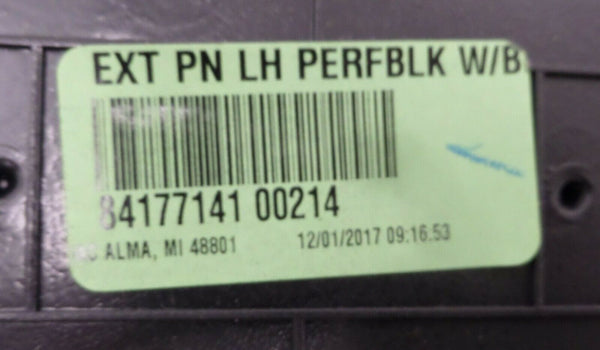 EXT PN LH PERFBLK W/B
84177141 00214
ALMA, MI 48801 12/01/2017 09:16:53